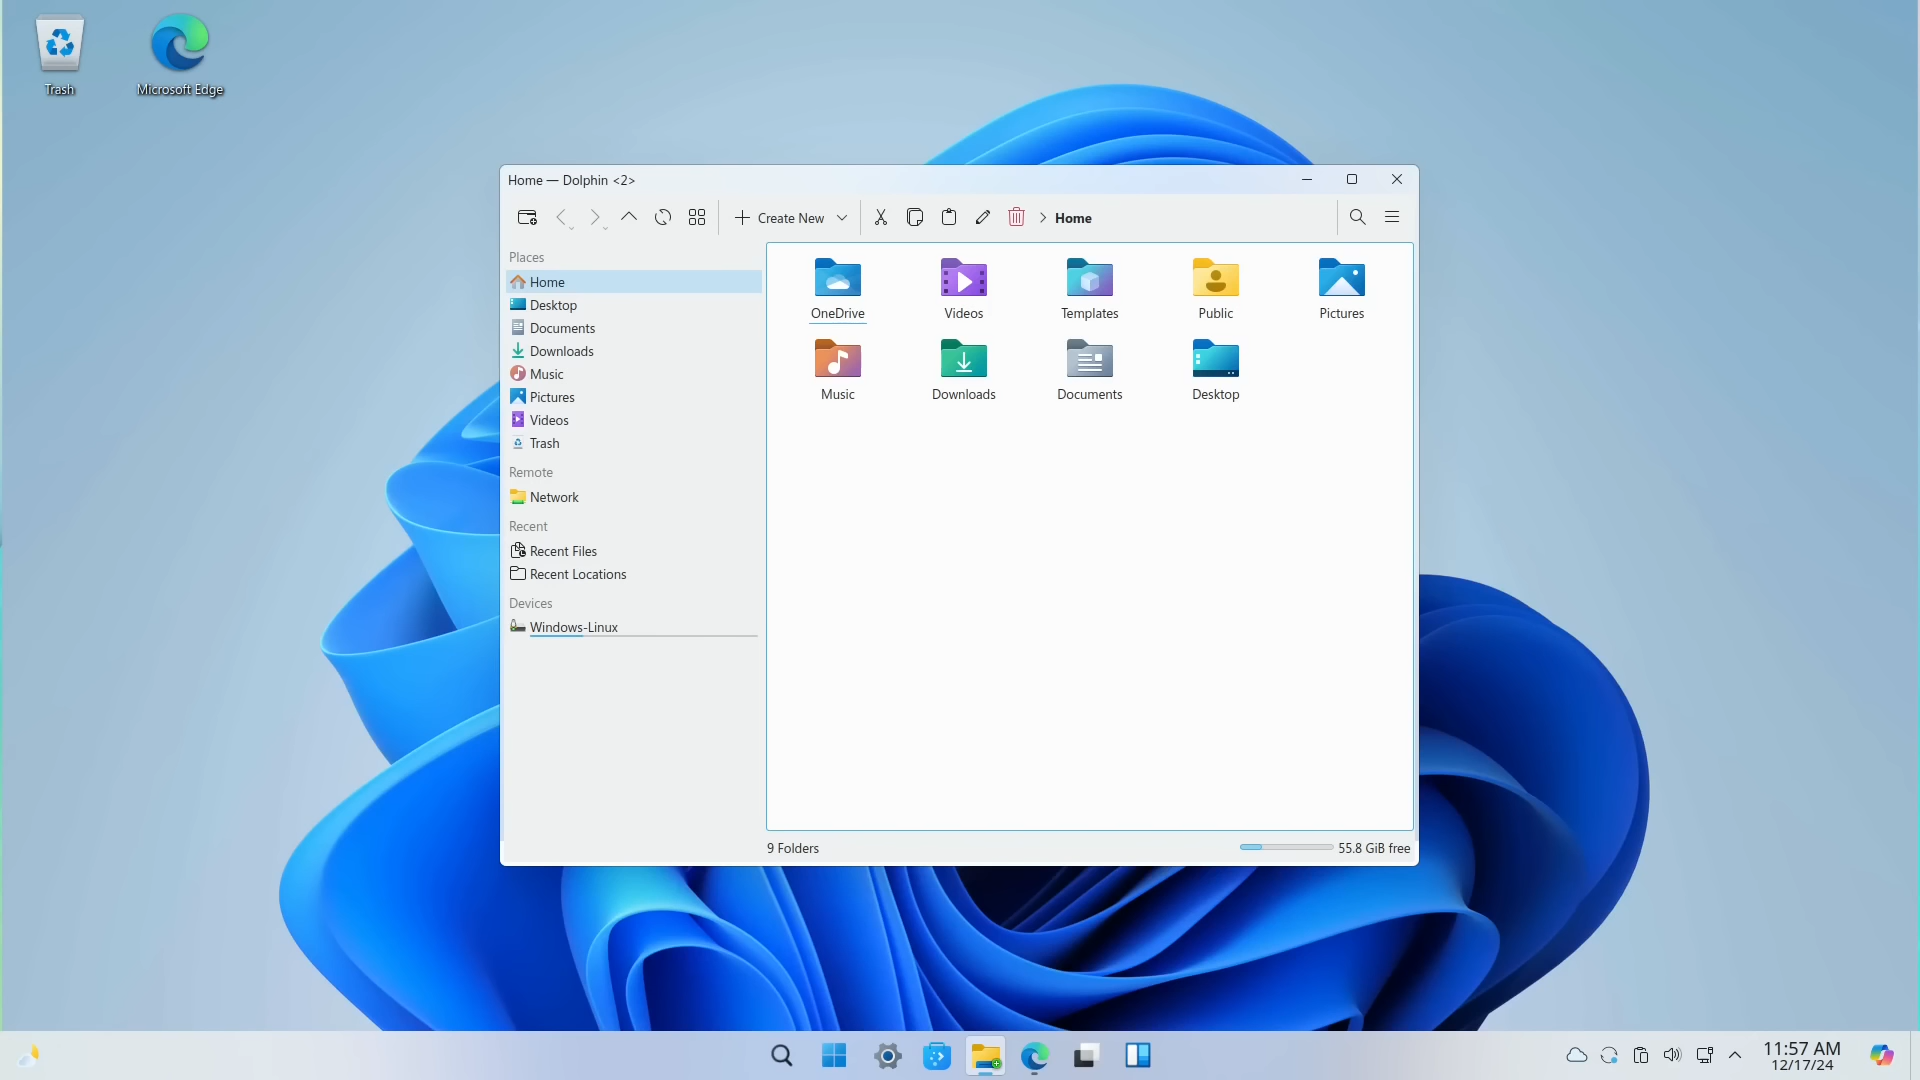 Trash
Microsoft Edge
Home — Dolphin <2>
Create New
Home
Places
Home
Desktop
Documents
Downloads
Music
Pictures
Videos
Trash
Remote
Network
Recent
Recent Files
Recent Locations
Devices
Windows-Linux
OneDrive
Videos
Templates
Public
Pictures
Music
Downloads
Documents
Desktop
9 Folders
55.8 GiB free
11:57 AM
12/17/24